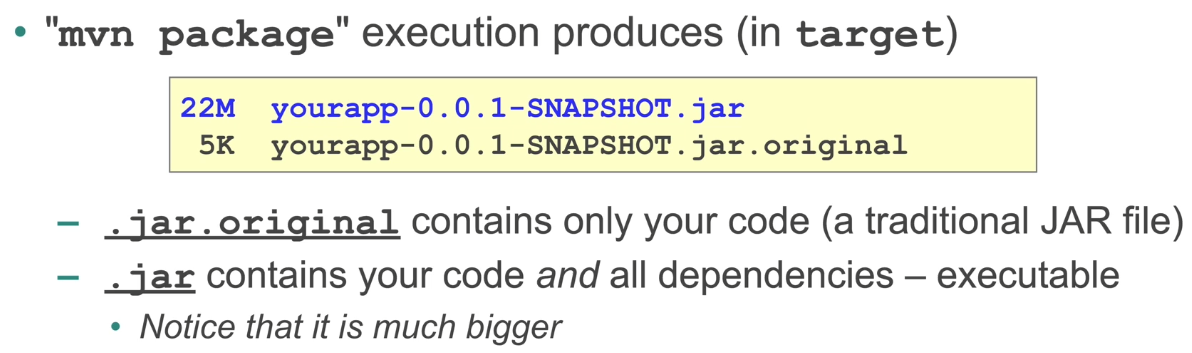 • "mvn package" execution produces (in target)
22M yourapp-0.0.1-SNAPSHOT.jar
5K yourapp-0.0.1-SNAPSHOT.jar.original
– .jar.original contains only your code (a traditional JAR file)
– .jar contains your code and all dependencies – executable
• Notice that it is much bigger